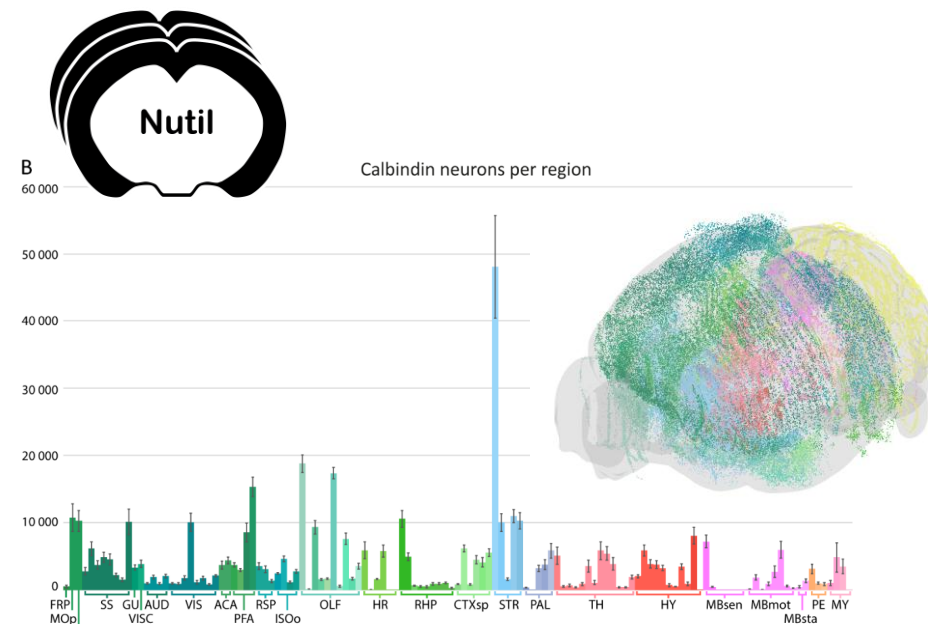 Nutil
B
Calbindin neurons per region
60 000
50 000
40 000
30 000
20 000
10 000
0
FRP SS GU AUD VIS ACA RSP OLF HR RHP CTXsp STR PAL TH HY MBsen MBmot PE MY
MOp VISC PFA ISOo MBsta